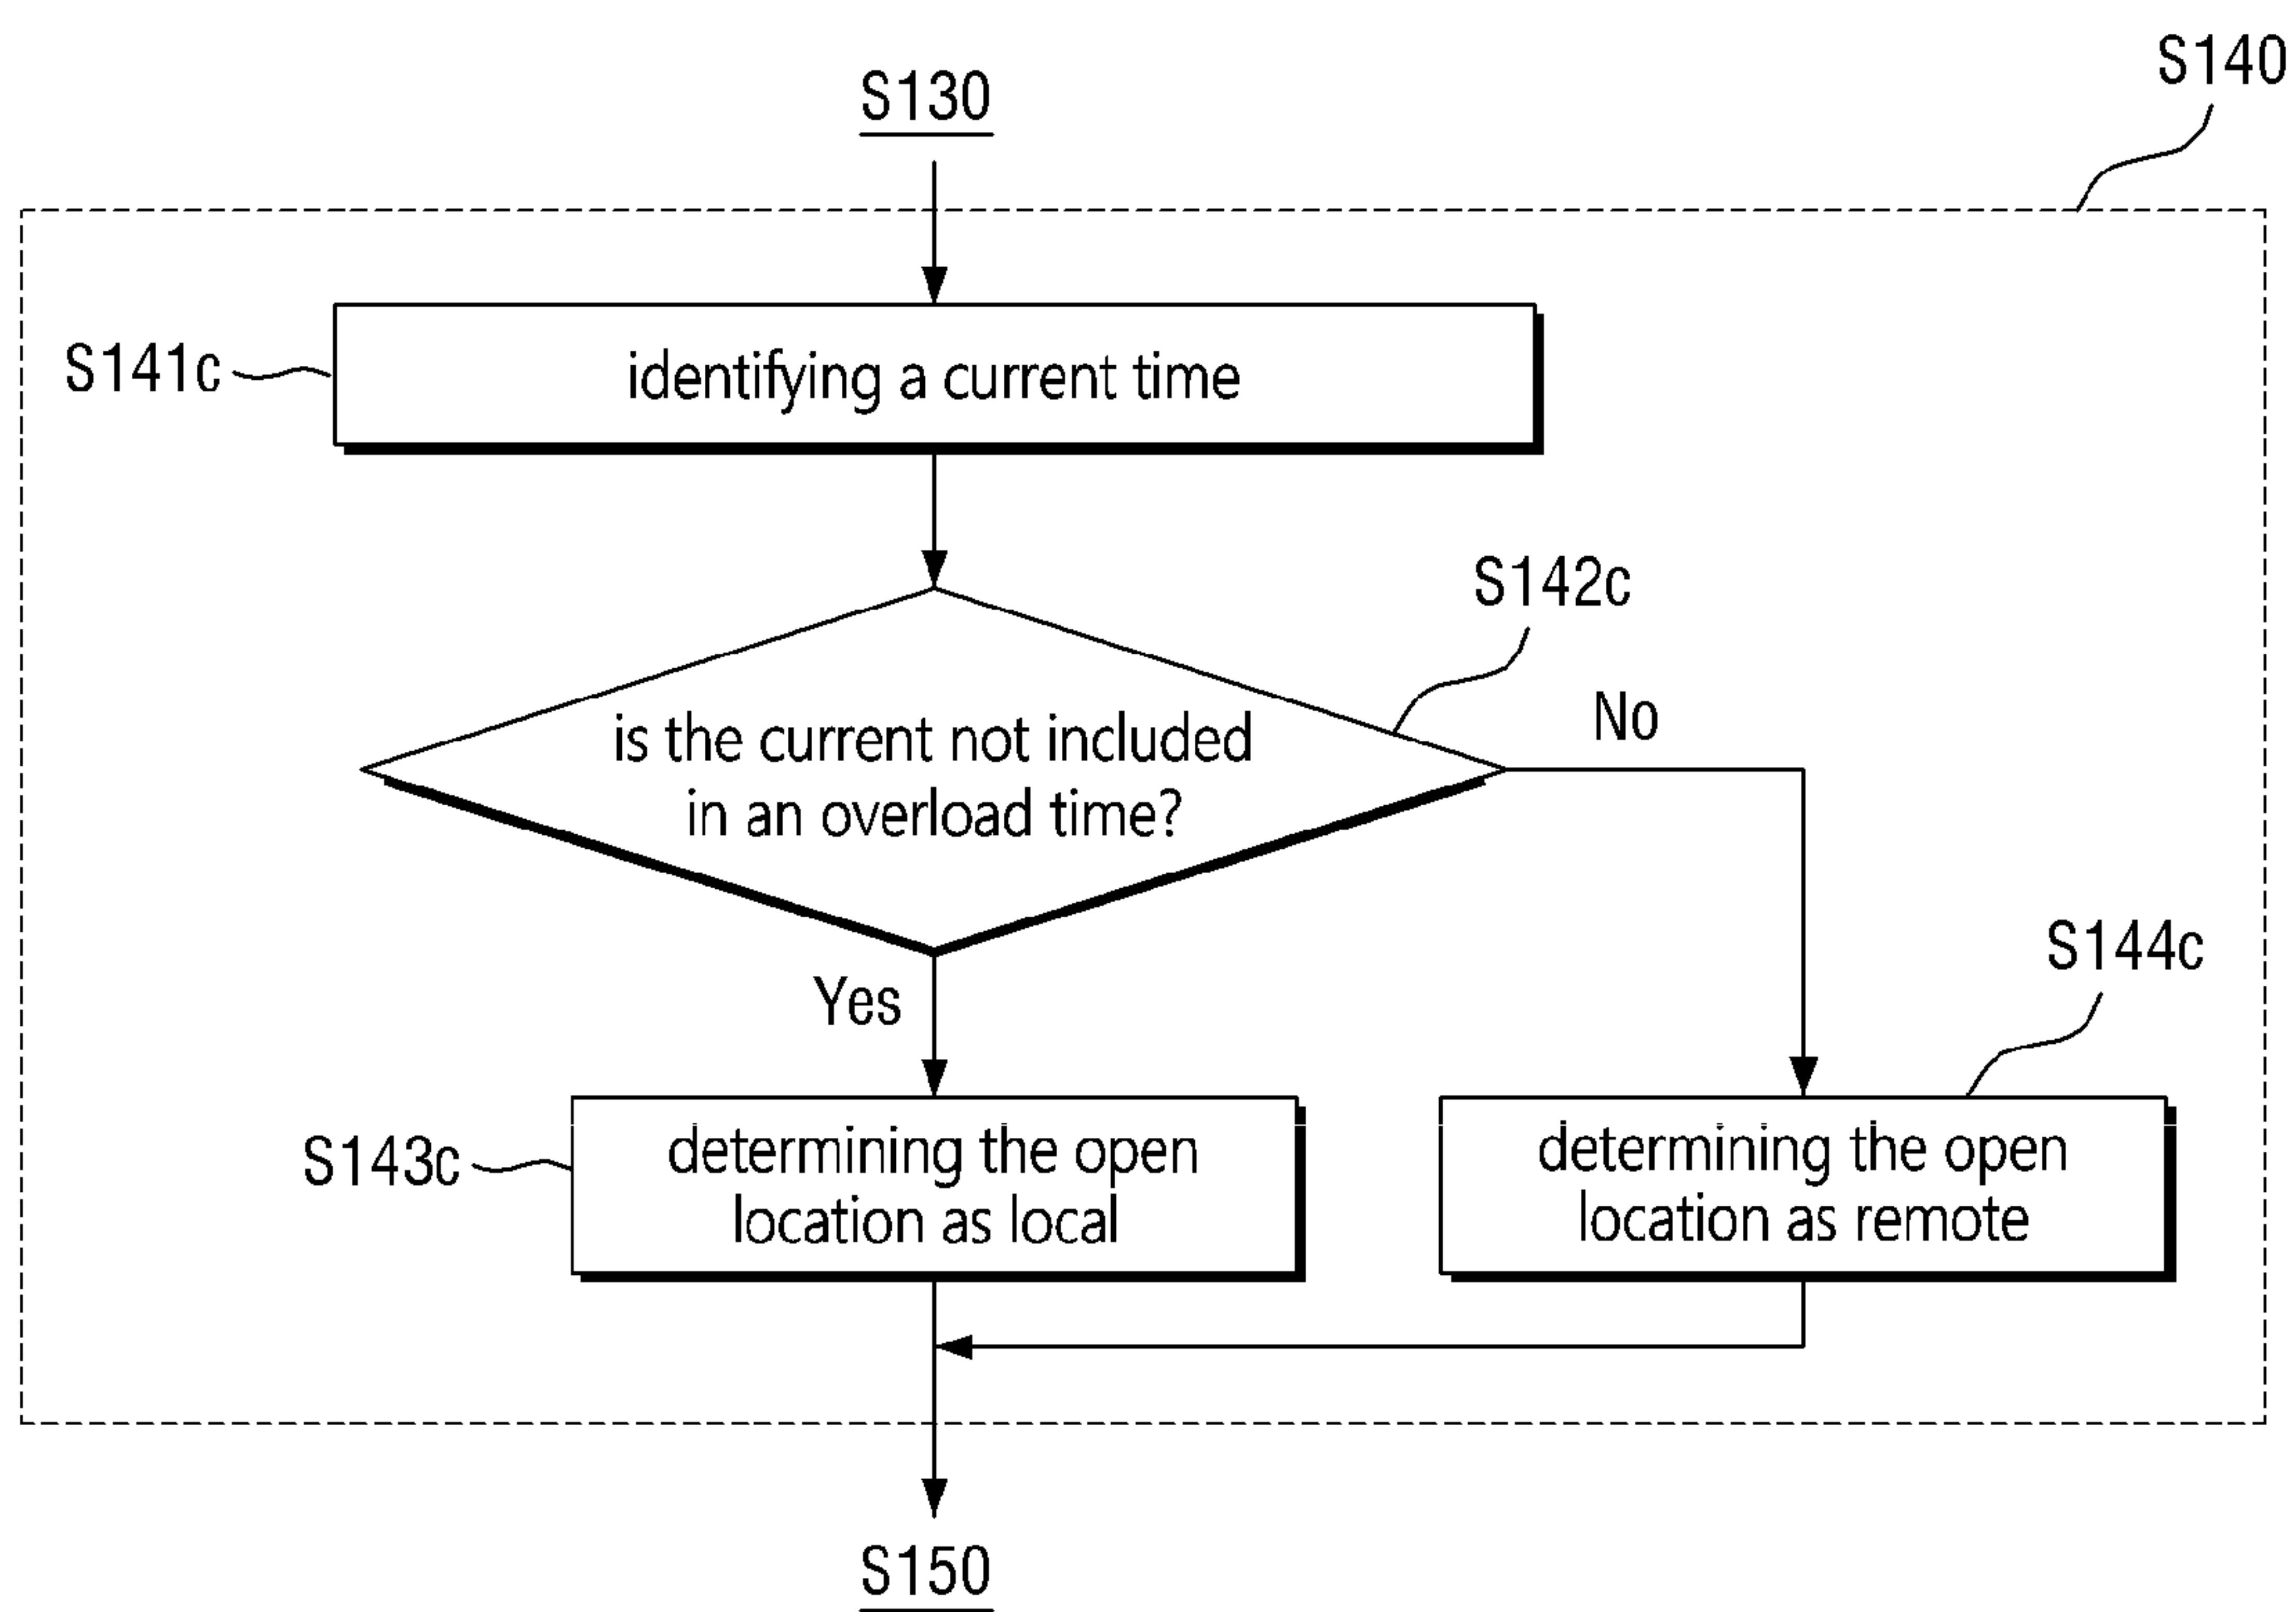 S140
S130
S141c
identifying a current time
S142c
is the current not included
in an overload time?
No
Yes
S144c
S143c
determining the open
location as local
determining the open
location as remote
S150